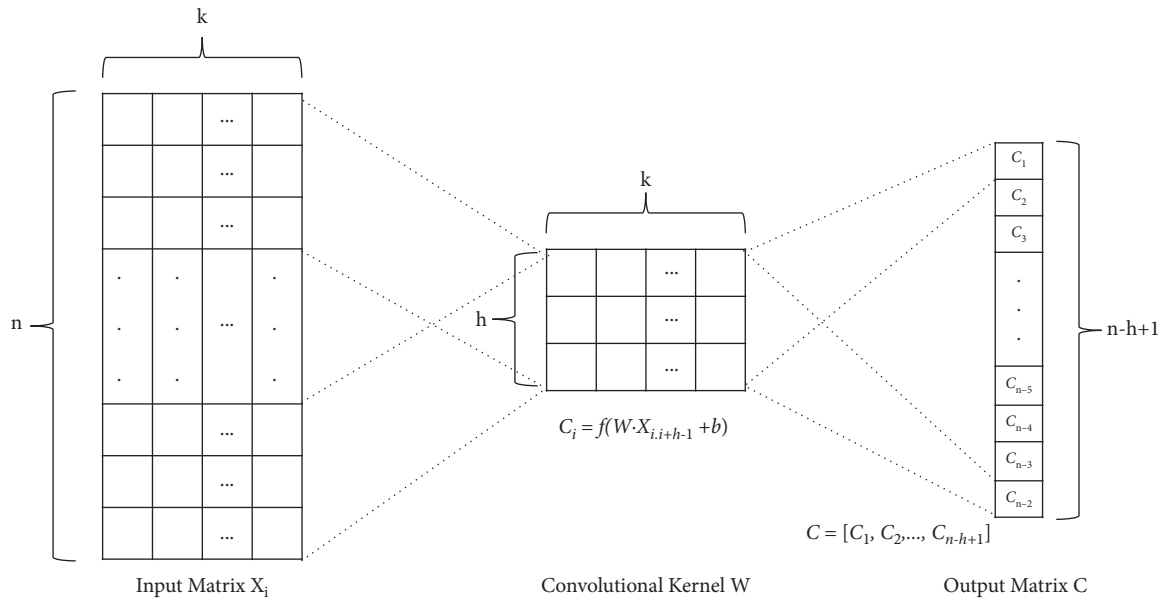 k
n
...
...
...
. . ... .
. . ... .
. . .
...
...
...
Input Matrix Xᵢ
k
h
...
...
...
Cᵢ = f(W·Xᵢ.ᵢ₊ₕ₋₁ +b)
Convolutional Kernel W
C₁
C₂
C₃
.
.
.
Cₙ₋₅
Cₙ₋₄
Cₙ₋₃
Cₙ₋₂
n-h+1
C = [C₁, C₂,..., Cₙ₋ₕ₊₁]
Output Matrix C